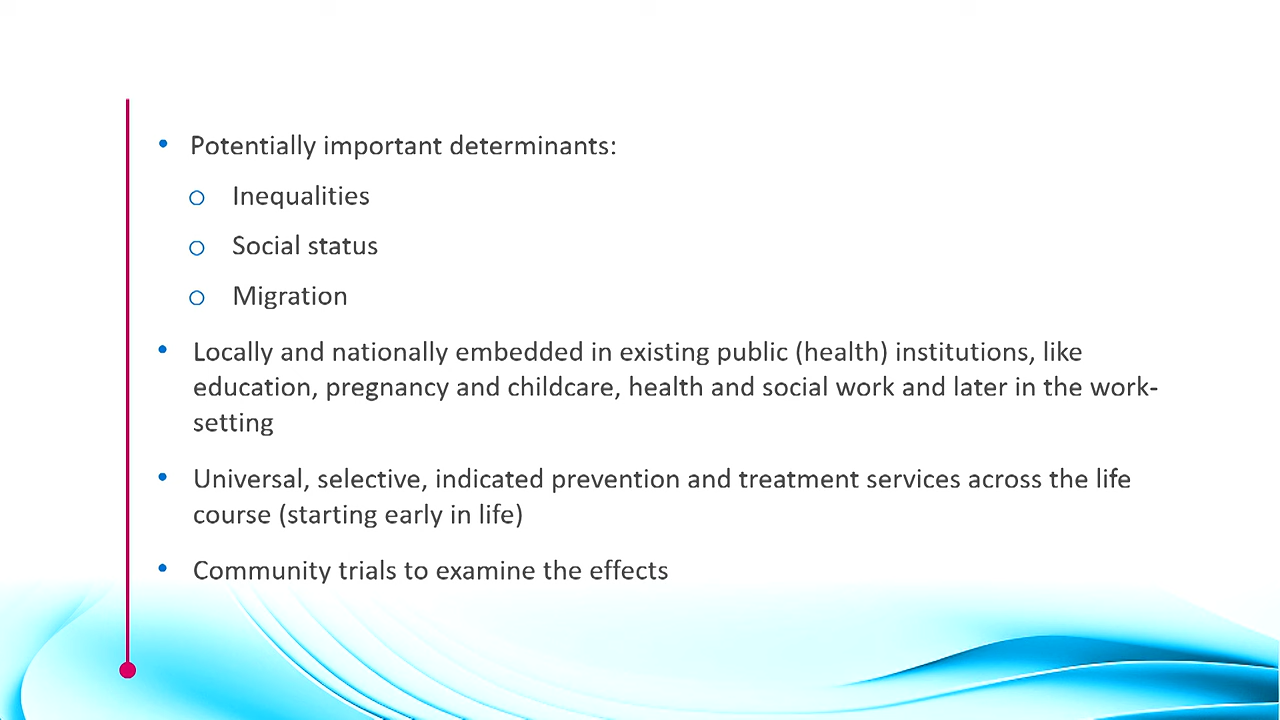 • Potentially important determinants:
o Inequalities
o Social status
o Migration
• Locally and nationally embedded in existing public (health) institutions, like
education, pregnancy and childcare, health and social work and later in the work-
setting
• Universal, selective, indicated prevention and treatment services across the life
course (starting early in life)
• Community trials to examine the effects